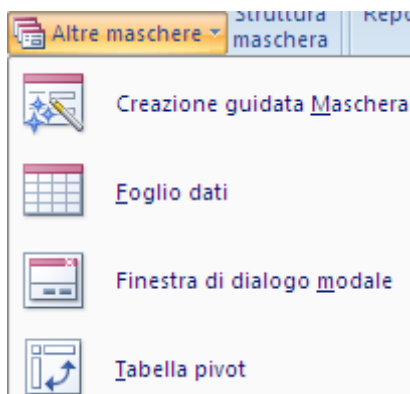 Altre maschere
Struttura
maschera
Creazione guidata Maschera
Foglio dati
Finestra di dialogo modale
Tabella pivot